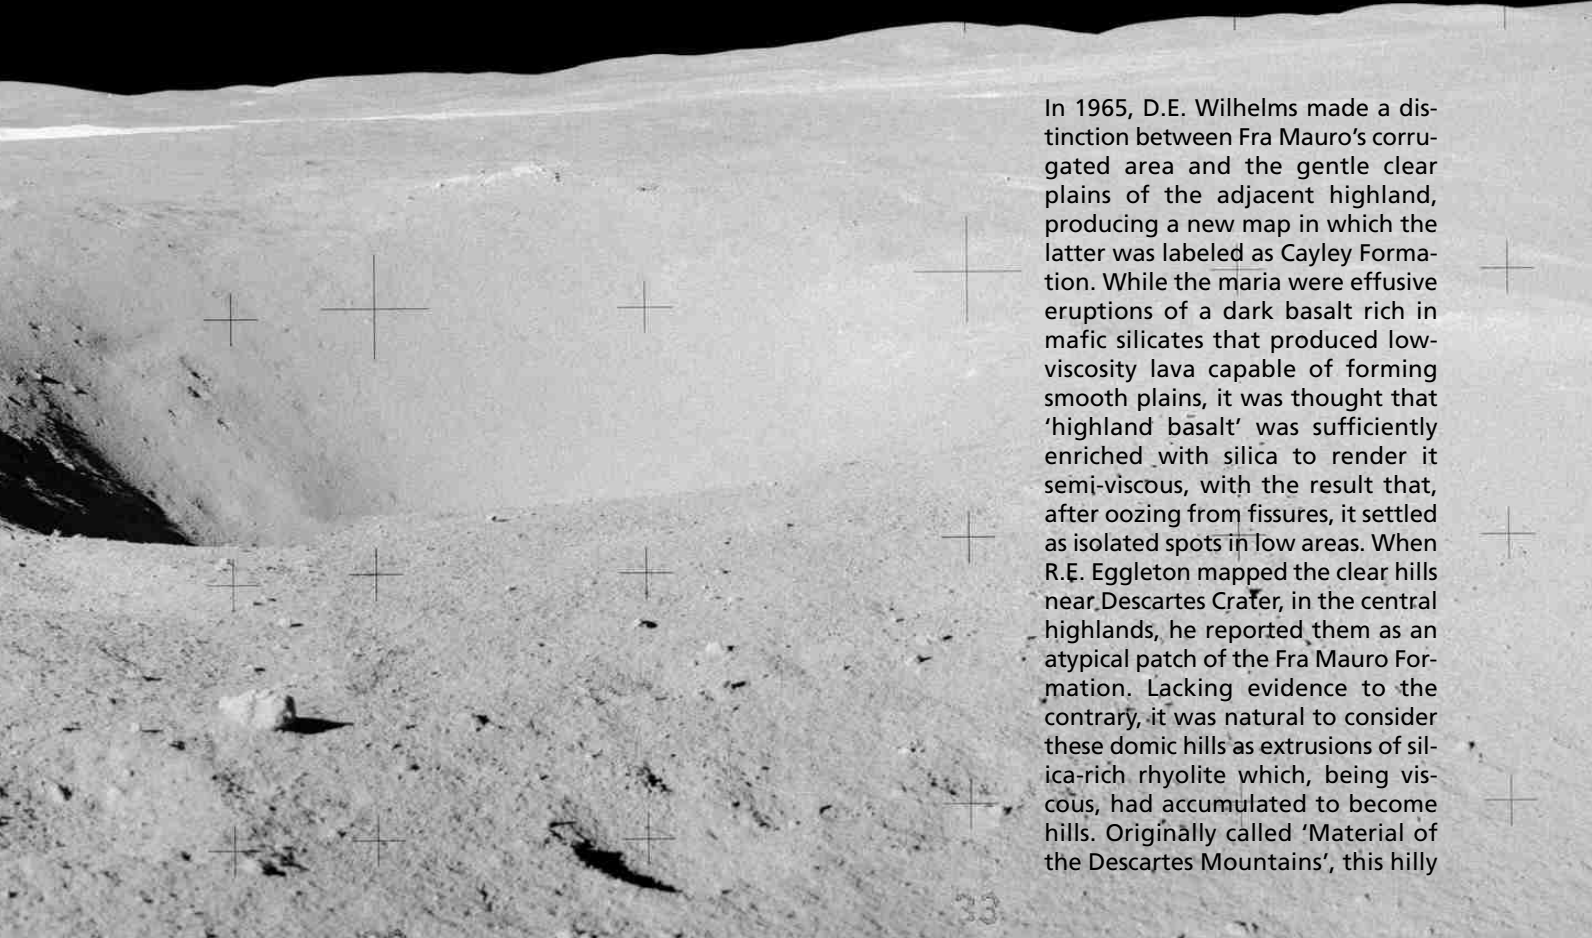 In 1965, D.E. Wilhelms made a dis-
tinction between Fra Mauro’s corru-
gated area and the gentle clear
plains of the adjacent highland,
producing a new map in which the
latter was labeled as Cayley Forma-
tion. While the maria were effusive
eruptions of a dark basalt rich in
mafic silicates that produced low-
viscosity lava capable of forming
smooth plains, it was thought that
‘highland basalt’ was sufficiently
enriched with silica to render it
semi-viscous, with the result that,
after oozing from fissures, it settled
as isolated spots in low areas. When
R.E. Eggleton mapped the clear hills
near Descartes Crater, in the central
highlands, he reported them as an
atypical patch of the Fra Mauro For-
mation. Lacking evidence to the
contrary, it was natural to consider
these domic hills as extrusions of sil-
ica-rich rhyolite which, being vis-
cous, had accumulated to become
hills. Originally called ‘Material of
the Descartes Mountains’, this hilly
33